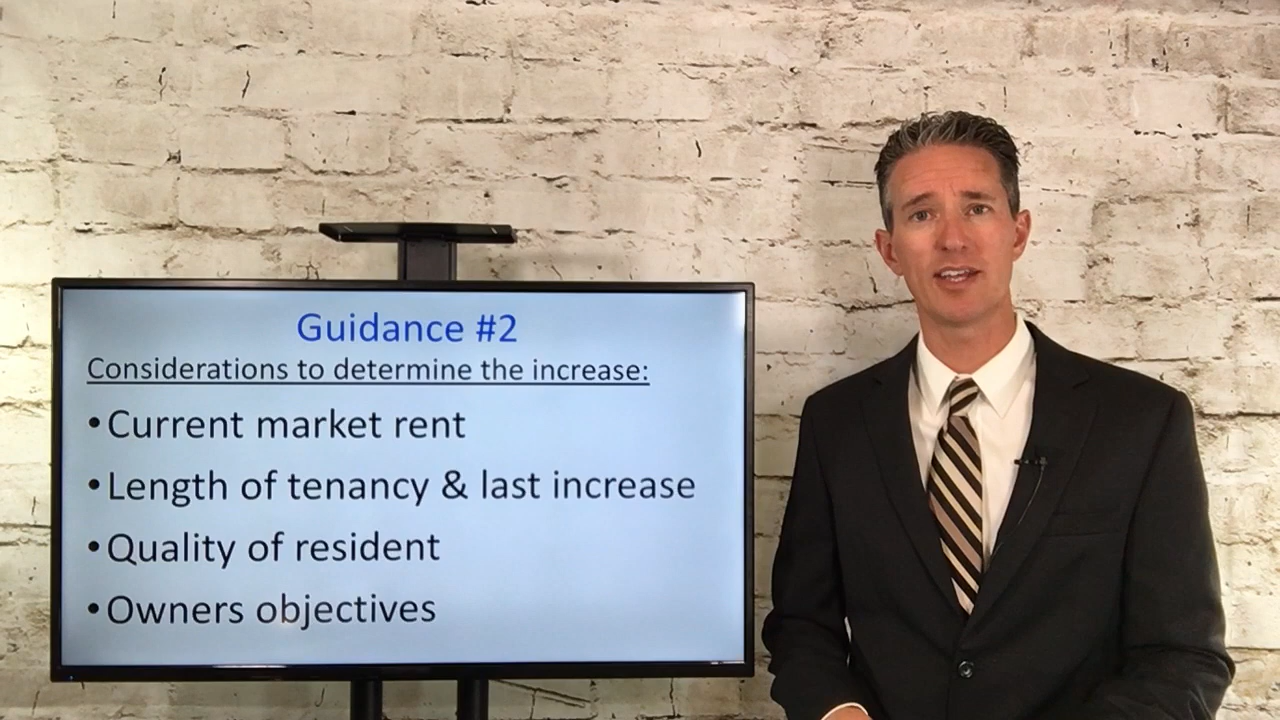 Guidance #2
Considerations to determine the increase:
•Current market rent
•Length of tenancy & last increase
•Quality of resident
•Owners objectives